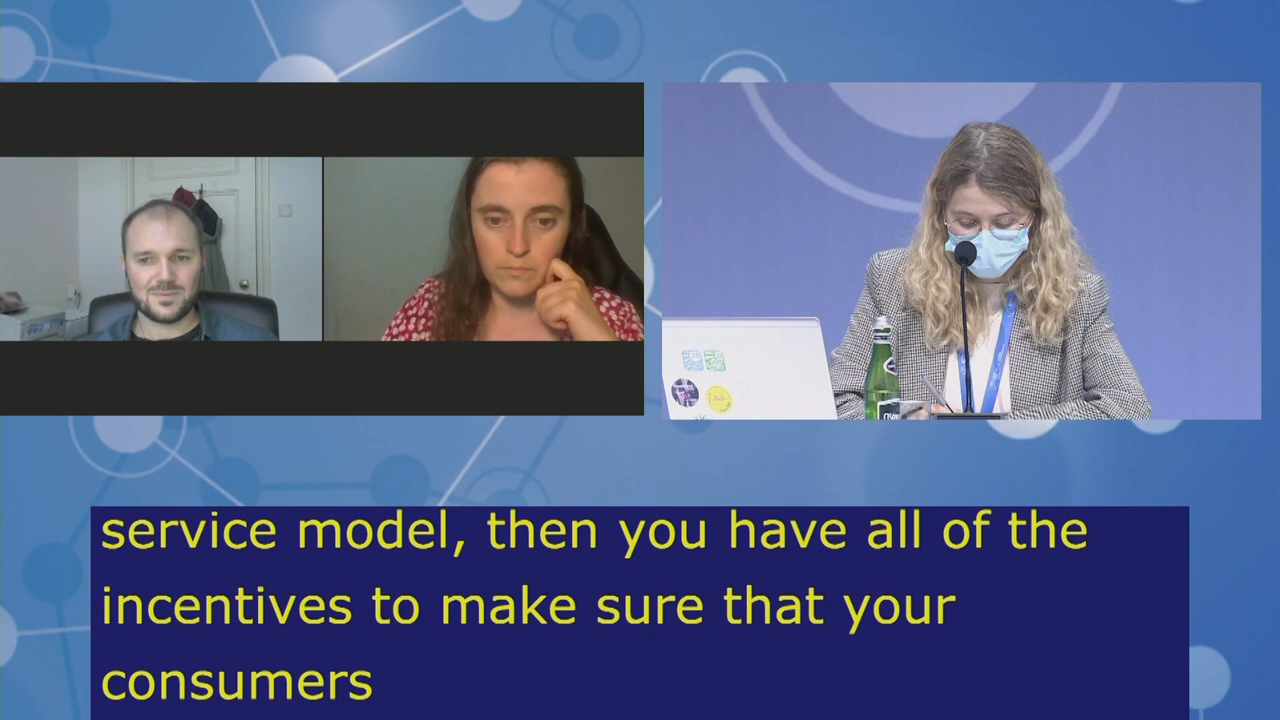 service model, then you have all of the
incentives to make sure that your
consumers